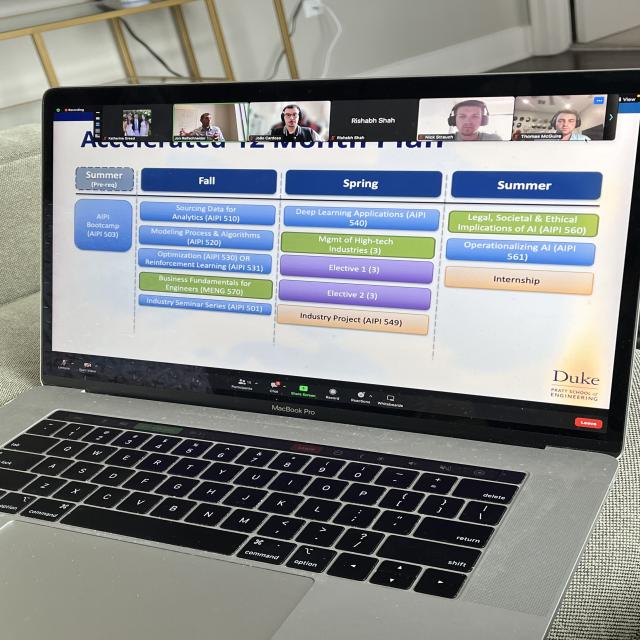 Recording
View
Katherine Greed
Rishabh Shah
João Cardoso
Rishabh Shah
Nick Strauch
Thomas McGuire
Accelerated 12 Month Plan
Summer
(Pre-req)
Fall
Spring
Summer
AIPI
Bootcamp
(AIPI 503)
Sourcing Data for
Analytics (AIPI 510)
Modeling Process & Algorithms
(AIPI 520)
Optimization (AIPI 530) OR
Reinforcement Learning (AIPI 531)
Business Fundamentals for
Engineers (MENG 570)
Industry Seminar Series (AIPI 501)
Deep Learning Applications (AIPI
540)
Mgmt of High-tech
Industries (3)
Elective 1 (3)
Elective 2 (3)
Industry Project (AIPI 549)
Legal, Societal & Ethical
Implications of AI (AIPI 560)
Operationalizing AI (AIPI
561)
Internship
Duke
PRATT SCHOOL of
ENGINEERING
Unmute
Start Video
Participants
Chat
Share Screen
Record
Reactions
Whiteboards
Leave
MacBook Pro
Q W E R T Y U I O P
A S D F G H J K L
Z X C V B N M
delete
return
shift
option
command
command
option